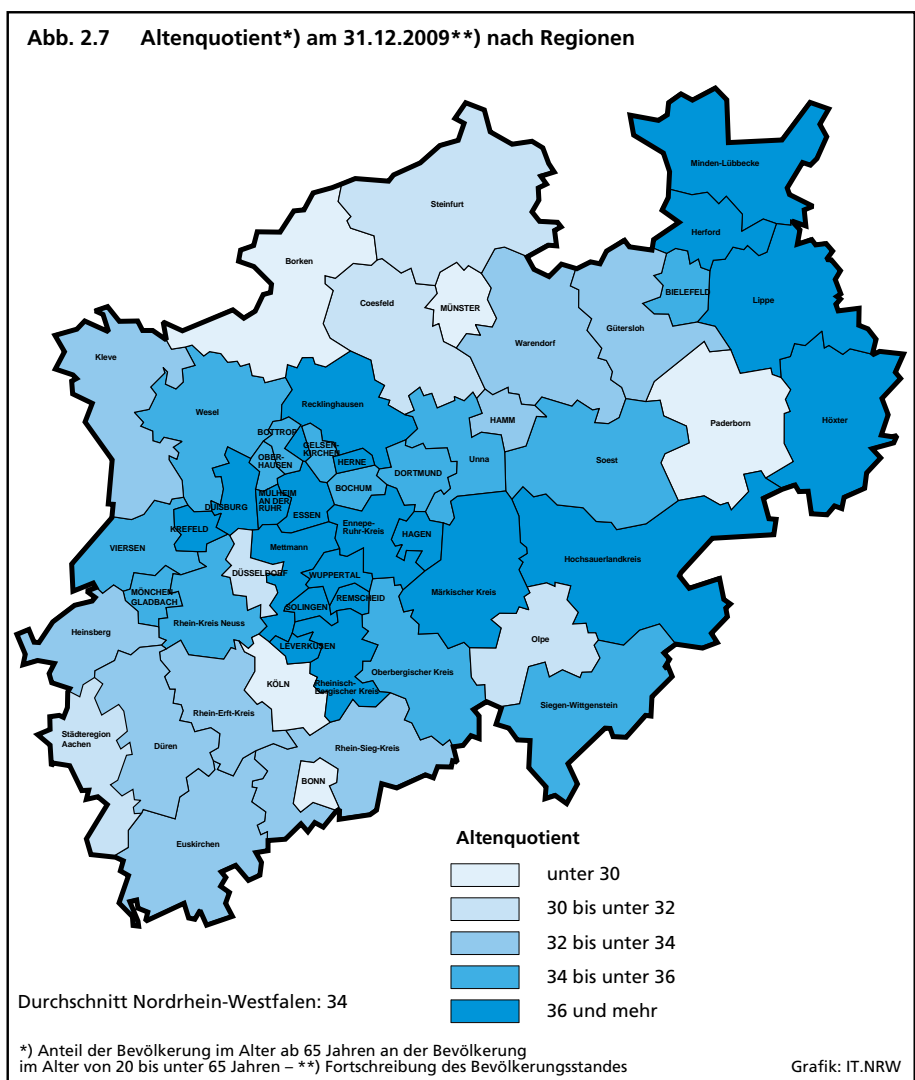 Abb. 2.7 Altenquotient*) am 31.12.2009**) nach Regionen
Minden-Lübbecke
Steinfurt
Herford
Borken
BIELEFELD
Lippe
Coesfeld
MÜNSTER
Gütersloh
Warendorf
Kleve
Recklinghausen
Wesel
HAMM
Paderborn
Höxter
BOTTROP
GELSEN-
KIRCHEN
OBER-
HAUSEN
HERNE
Unna
Soest
DORTMUND
BOCHUM
MÜLHEIM
AN DER
RUHR
DUISBURG
ESSEN
KREFELD
Ennepe-
Ruhr-Kreis
HAGEN
VIERSEN
Mettmann
Hochsauerlandkreis
DÜSSELDORF
WUPPERTAL
MÖNCHEN
GLADBACH
Märkischer Kreis
REMSCHEID
SOLINGEN
Rhein-Kreis Neuss
Heinsberg
Olpe
LEVERKUSEN
Oberbergischer Kreis
KÖLN
Rheinisch-
Bergischer Kreis
Siegen-Wittgenstein
Rhein-Erft-Kreis
Städteregion
Aachen
Düren
Rhein-Sieg-Kreis
BONN
Euskirchen
Altenquotient
unter 30
30 bis unter 32
32 bis unter 34
34 bis unter 36
36 und mehr
Durchschnitt Nordrhein-Westfalen: 34
*) Anteil der Bevölkerung im Alter ab 65 Jahren an der Bevölkerung
im Alter von 20 bis unter 65 Jahren – **) Fortschreibung des Bevölkerungsstandes
Grafik: IT.NRW